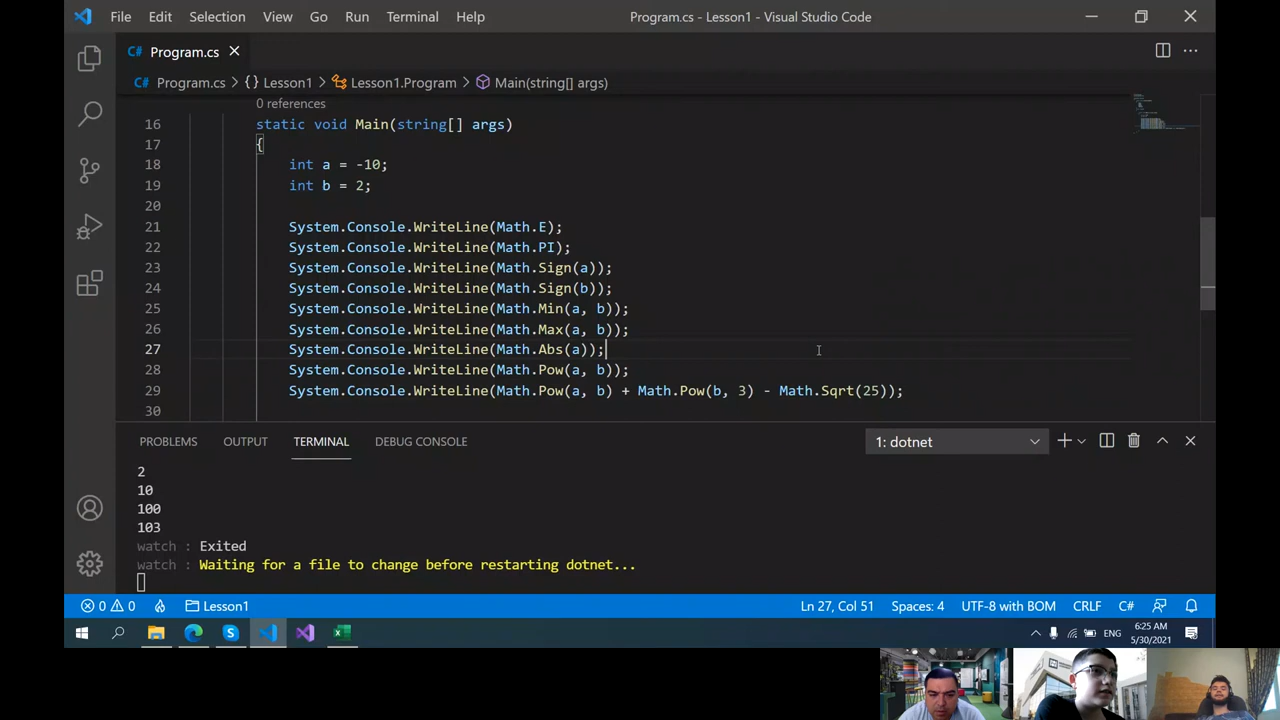 File Edit Selection View Go Run Terminal Help Program.cs - Lesson1 - Visual Studio Code
C# Program.cs
C# Program.cs > {} Lesson1 > Lesson1.Program > Main(string[] args)
0 references
16 static void Main(string[] args)
17 {
18 int a = -10;
19 int b = 2;
20
21 System.Console.WriteLine(Math.E);
22 System.Console.WriteLine(Math.PI);
23 System.Console.WriteLine(Math.Sign(a));
24 System.Console.WriteLine(Math.Sign(b));
25 System.Console.WriteLine(Math.Min(a, b));
26 System.Console.WriteLine(Math.Max(a, b));
27 System.Console.WriteLine(Math.Abs(a));
28 System.Console.WriteLine(Math.Pow(a, b));
29 System.Console.WriteLine(Math.Pow(a, b) + Math.Pow(b, 3) - Math.Sqrt(25));
30
PROBLEMS OUTPUT TERMINAL DEBUG CONSOLE 1: dotnet
2
10
100
103
watch : Exited
watch : Waiting for a file to change before restarting dotnet...
0 0 Lesson1 Ln 27, Col 51 Spaces: 4 UTF-8 with BOM CRLF C#
ENG 6:25 AM
5/30/2021